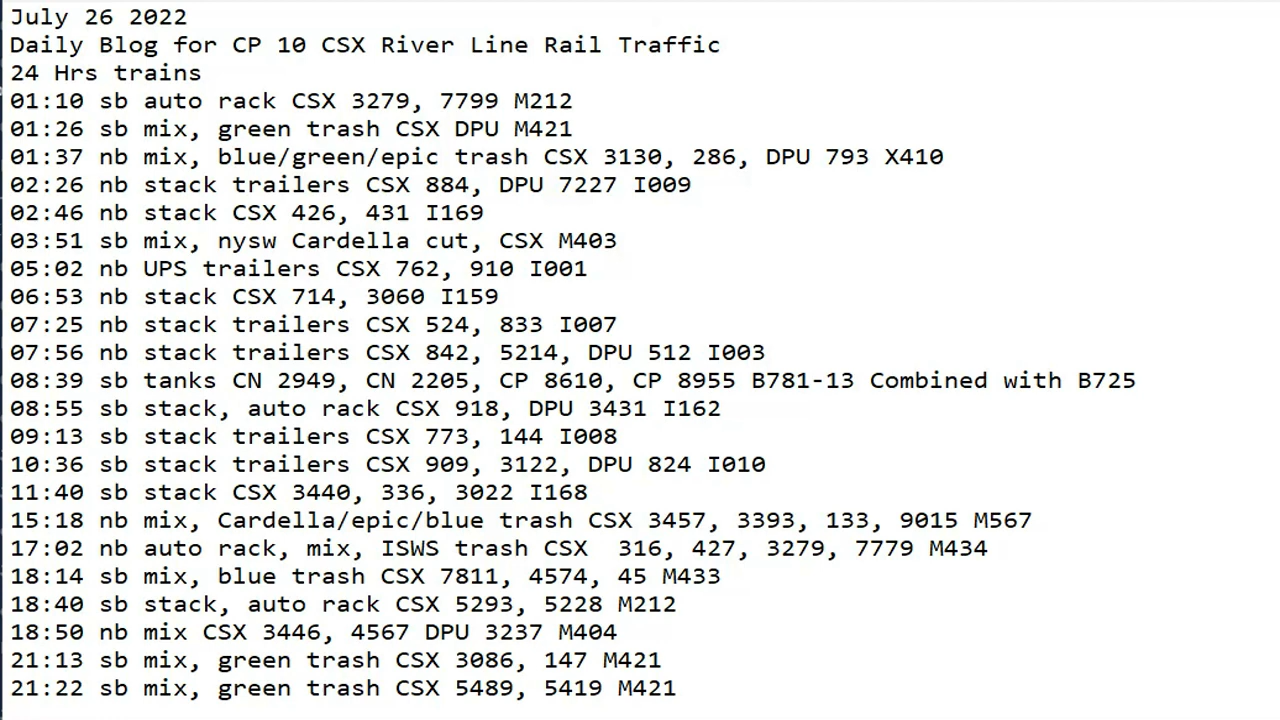 July 26 2022
Daily Blog for CP 10 CSX River Line Rail Traffic
24 Hrs trains
01:10 sb auto rack CSX 3279, 7799 M212
01:26 sb mix, green trash CSX DPU M421
01:37 nb mix, blue/green/epic trash CSX 3130, 286, DPU 793 X410
02:26 nb stack trailers CSX 884, DPU 7227 I009
02:46 nb stack CSX 426, 431 I169
03:51 sb mix, nysw Cardella cut, CSX M403
05:02 nb UPS trailers CSX 762, 910 I001
06:53 nb stack CSX 714, 3060 I159
07:25 nb stack trailers CSX 524, 833 I007
07:56 nb stack trailers CSX 842, 5214, DPU 512 I003
08:39 sb tanks CN 2949, CN 2205, CP 8610, CP 8955 B781-13 Combined with B725
08:55 sb stack, auto rack CSX 918, DPU 3431 I162
09:13 sb stack trailers CSX 773, 144 I008
10:36 sb stack trailers CSX 909, 3122, DPU 824 I010
11:40 sb stack CSX 3440, 336, 3022 I168
15:18 nb mix, Cardella/epic/blue trash CSX 3457, 3393, 133, 9015 M567
17:02 nb auto rack, mix, ISWS trash CSX  316, 427, 3279, 7779 M434
18:14 sb mix, blue trash CSX 7811, 4574, 45 M433
18:40 sb stack, auto rack CSX 5293, 5228 M212
18:50 nb mix CSX 3446, 4567 DPU 3237 M404
21:13 sb mix, green trash CSX 3086, 147 M421
21:22 sb mix, green trash CSX 5489, 5419 M421